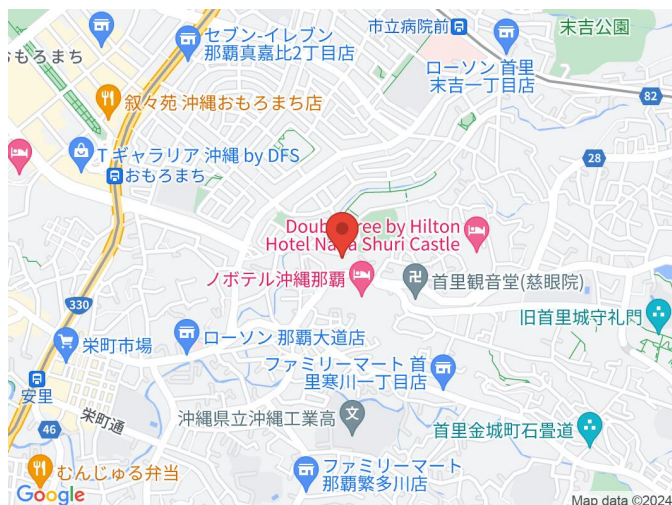 セブン-イレブン
那覇真嘉比2丁目店
市立病院前
末吉公園
おもろまち
ローソン 首里
末吉一丁目店
82
叙々苑 沖縄おもろまち店
28
T ギャラリア 沖縄 by DFS
おもろまち
DoubleTree by Hilton
Hotel Naha Shuri Castle
ノボテル沖縄那覇
首里観音堂(慈眼院)
330
旧首里城守礼門
栄町市場
ローソン 那覇大道店
ファミリーマート 首
里寒川一丁目店
安里
栄町通
46
沖縄県立沖縄工業高
首里金城町石畳道
むんじゅる弁当
ファミリーマート
那覇繁多川店
Google
Map data ©2024